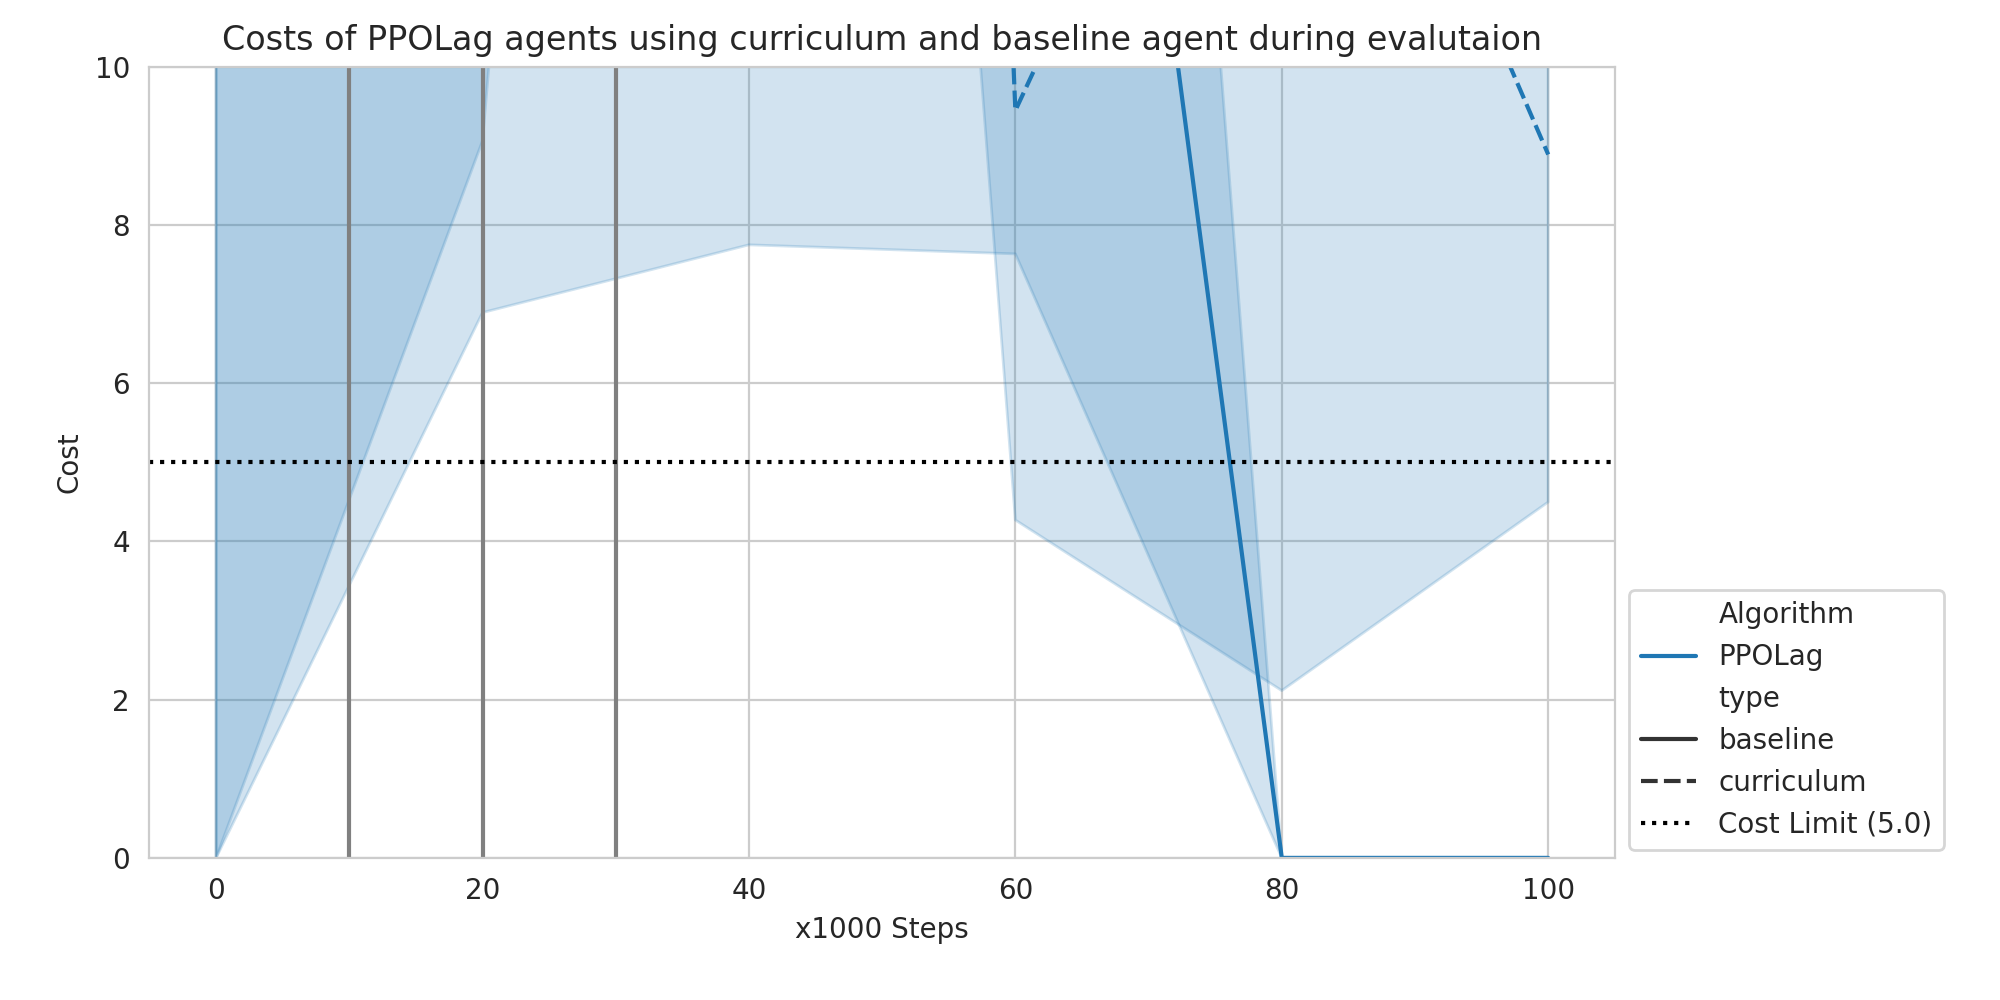 Costs of PPOLag agents using curriculum and baseline agent during evalutaion
10
8
6
4
2
0
Cost
0 20 40 60 80 100
x1000 Steps
Algorithm
PPOLag
type
baseline
curriculum
Cost Limit (5.0)